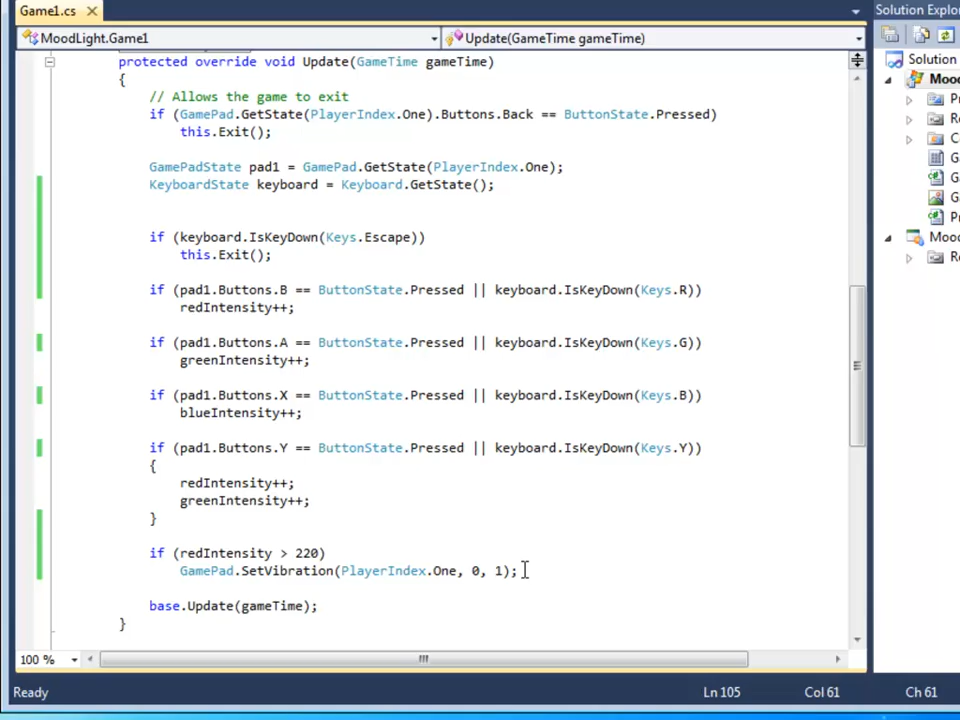 Game1.cs
Solution Explo
MoodLight.Game1
Update(GameTime gameTime)
Solution
protected override void Update(GameTime gameTime)
{
// Allows the game to exit
if (GamePad.GetState(PlayerIndex.One).Buttons.Back == ButtonState.Pressed)
this.Exit();
GamePadState pad1 = GamePad.GetState(PlayerIndex.One);
KeyboardState keyboard = Keyboard.GetState();
if (keyboard.IsKeyDown(Keys.Escape))
this.Exit();
if (pad1.Buttons.B == ButtonState.Pressed || keyboard.IsKeyDown(Keys.R))
redIntensity++;
if (pad1.Buttons.A == ButtonState.Pressed || keyboard.IsKeyDown(Keys.G))
greenIntensity++;
if (pad1.Buttons.X == ButtonState.Pressed || keyboard.IsKeyDown(Keys.B))
blueIntensity++;
if (pad1.Buttons.Y == ButtonState.Pressed || keyboard.IsKeyDown(Keys.Y))
{
redIntensity++;
greenIntensity++;
}
if (redIntensity > 220)
GamePad.SetVibration(PlayerIndex.One, 0, 1);
base.Update(gameTime);
}
Mood
Mood
100 %
Ready
Ln 105
Col 61
Ch 61